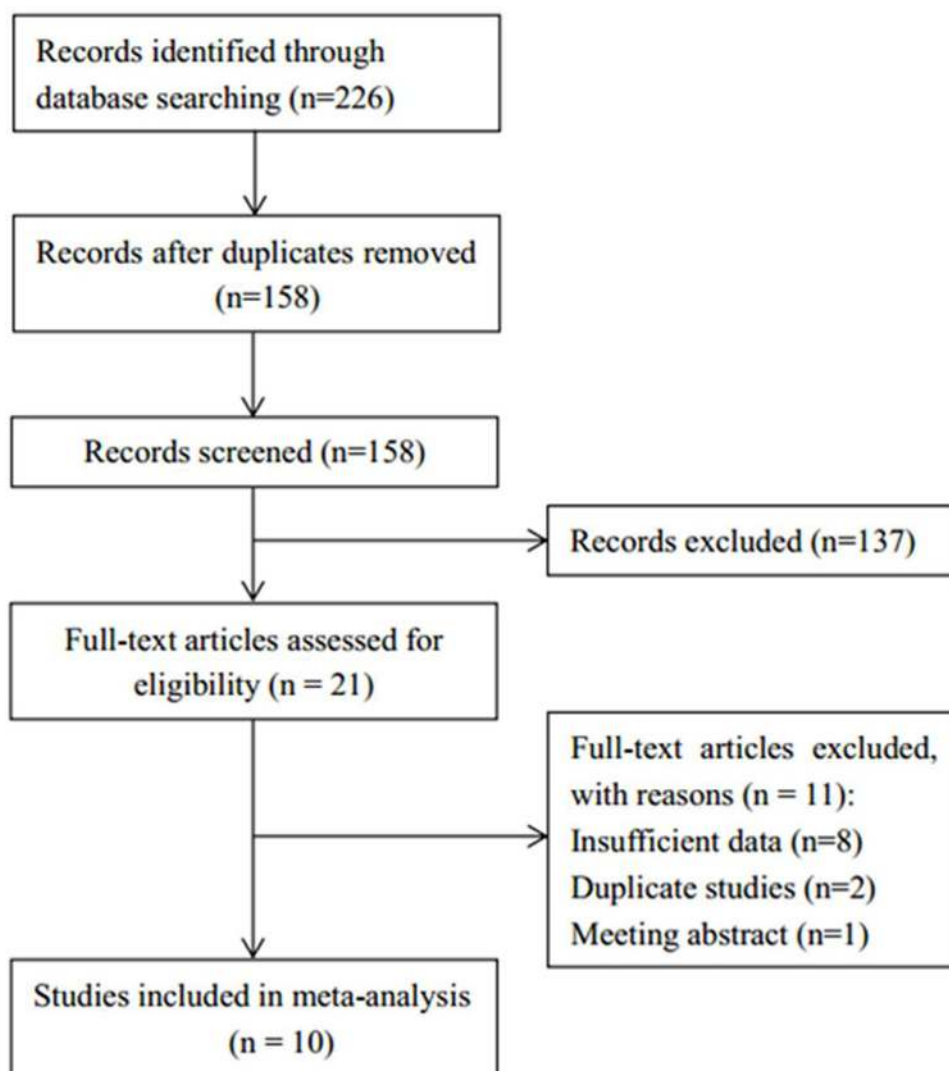 Records identified through
database searching (n=226)
Records after duplicates removed
(n=158)
Records screened (n=158)
Records excluded (n=137)
Full-text articles assessed for
eligibility (n = 21)
Full-text articles excluded,
with reasons (n = 11):
Insufficient data (n=8)
Duplicate studies (n=2)
Meeting abstract (n=1)
Studies included in meta-analysis
(n = 10)